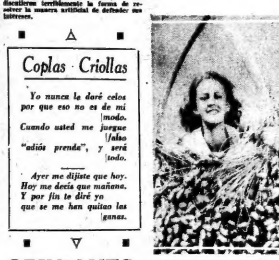 discutieron terriblemente la forma de re-
solver la manera artificial de defender sus
intereses.
Coplas Criollas
Yo nunca le daré celos
por que eso no es de mi
|modo.
Cuando usted me juegue
|falso
"adiós prenda", y será
|todo.
Ayer me dijiste que hoy.
Hoy me decis que mañana.
Y por fin te diré yo
que se me han quitao las
|ganas.